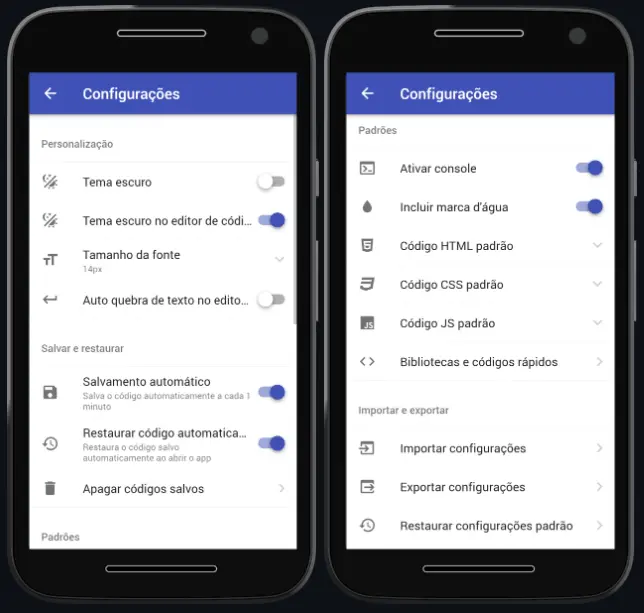 Configurações
Personalização
Tema escuro
Tema escuro no editor de códi...
Tamanho da fonte
14px
Auto quebra de texto no edito...
Salvar e restaurar
Salvamento automático
Salva o código automaticamente a cada 1
minuto
Restaurar código automatica...
Restaura o código salvo
automaticamente ao abrir o app
Apagar códigos salvos
Padrões
Configurações
Padrões
Ativar console
Incluir marca d'água
Código HTML padrão
Código CSS padrão
JS
Código JS padrão
Bibliotecas e códigos rápidos
Importar e exportar
Importar configurações
Exportar configurações
Restaurar configurações padrão